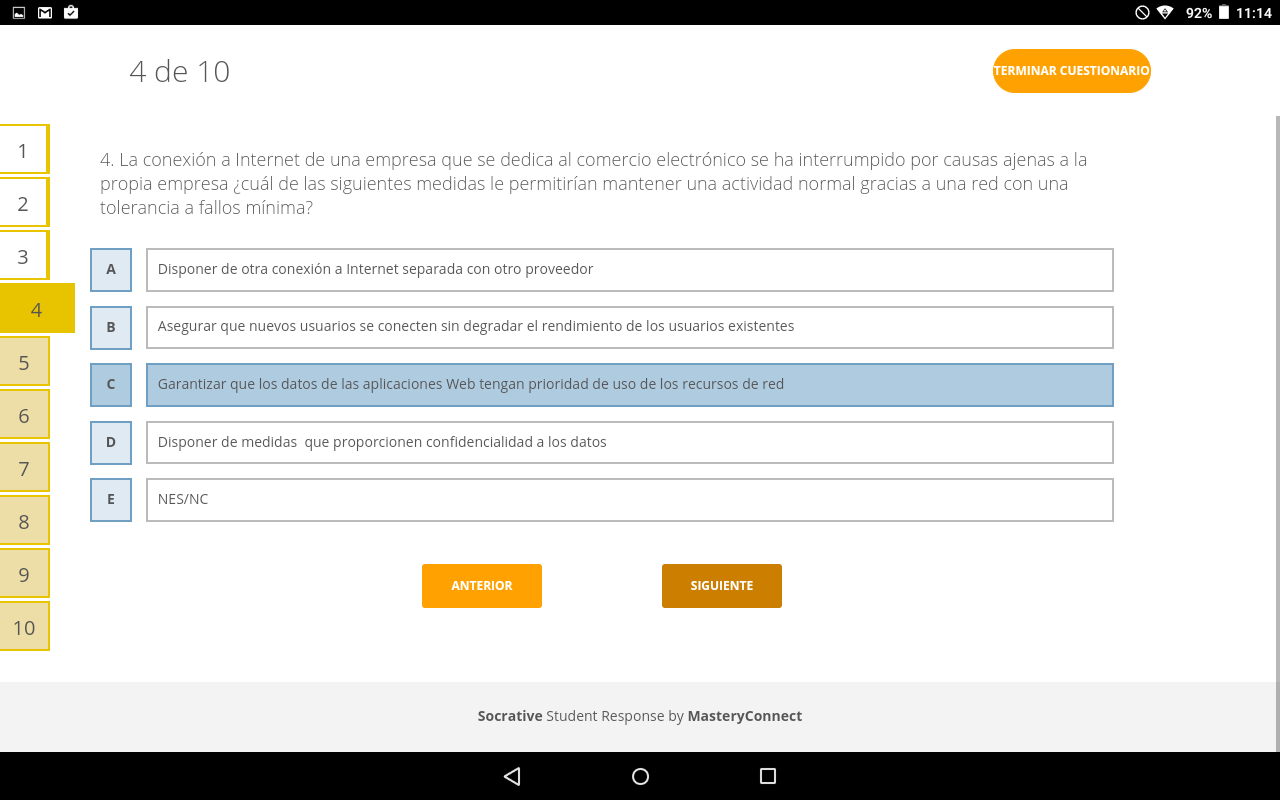 92% 11:14
4 de 10
TERMINAR CUESTIONARIO
1
2
3
4
5
6
7
8
9
10
4. La conexión a Internet de una empresa que se dedica al comercio electrónico se ha interrumpido por causas ajenas a la
propia empresa ¿cuál de las siguientes medidas le permitirían mantener una actividad normal gracias a una red con una
tolerancia a fallos mínima?
A Disponer de otra conexión a Internet separada con otro proveedor
B Asegurar que nuevos usuarios se conecten sin degradar el rendimiento de los usuarios existentes
C Garantizar que los datos de las aplicaciones Web tengan prioridad de uso de los recursos de red
D Disponer de medidas  que proporcionen confidencialidad a los datos
E NES/NC
ANTERIOR SIGUIENTE
Socrative Student Response by MasteryConnect